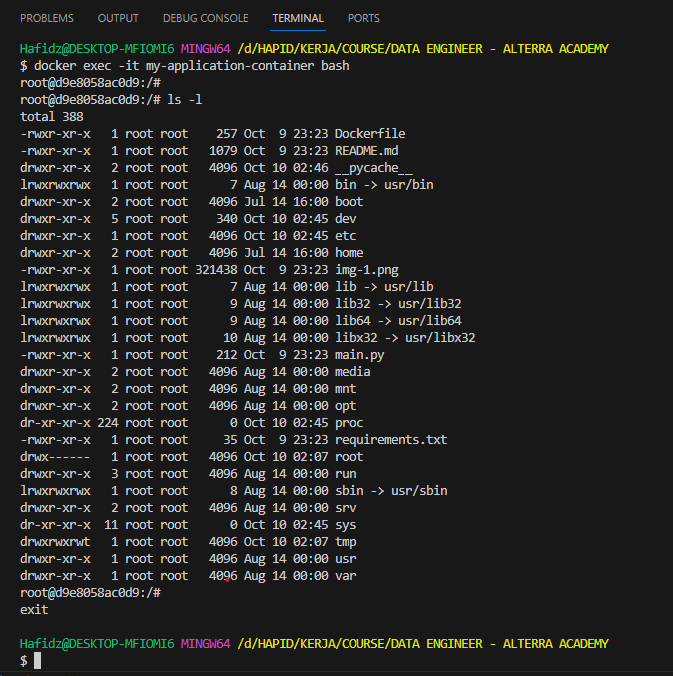 PROBLEMS OUTPUT DEBUG CONSOLE TERMINAL PORTS
Hafidz@DESKTOP-MFIOMI6 MINGW64 /d/HAPID/KERJA/COURSE/DATA ENGINEER - ALTERRA ACADEMY
$ docker exec -it my-application-container bash
root@d9e8058ac0d9:/#
root@d9e8058ac0d9:/# ls -l
total 388
-rwxr-xr-x   1 root root    257 Oct  9 23:23 Dockerfile
-rwxr-xr-x   1 root root   1079 Oct  9 23:23 README.md
drwxr-xr-x   2 root root   4096 Oct 10 02:46 __pycache__
lrwxrwxrwx   1 root root      7 Aug 14 00:00 bin -> usr/bin
drwxr-xr-x   2 root root   4096 Jul 14 16:00 boot
drwxr-xr-x   5 root root    340 Oct 10 02:45 dev
drwxr-xr-x   1 root root   4096 Oct 10 02:45 etc
drwxr-xr-x   2 root root   4096 Jul 14 16:00 home
-rwxr-xr-x   1 root root 321438 Oct  9 23:23 img-1.png
lrwxrwxrwx   1 root root      7 Aug 14 00:00 lib -> usr/lib
lrwxrwxrwx   1 root root      9 Aug 14 00:00 lib32 -> usr/lib32
lrwxrwxrwx   1 root root      9 Aug 14 00:00 lib64 -> usr/lib64
lrwxrwxrwx   1 root root     10 Aug 14 00:00 libx32 -> usr/libx32
-rwxr-xr-x   1 root root    212 Oct  9 23:23 main.py
drwxr-xr-x   2 root root   4096 Aug 14 00:00 media
drwxr-xr-x   2 root root   4096 Aug 14 00:00 mnt
drwxr-xr-x   2 root root   4096 Aug 14 00:00 opt
dr-xr-xr-x 224 root root      0 Oct 10 02:45 proc
-rwxr-xr-x   1 root root     35 Oct  9 23:23 requirements.txt
drwx------   1 root root   4096 Oct 10 02:07 root
drwxr-xr-x   3 root root   4096 Aug 14 00:00 run
lrwxrwxrwx   1 root root      8 Aug 14 00:00 sbin -> usr/sbin
drwxr-xr-x   2 root root   4096 Aug 14 00:00 srv
dr-xr-xr-x  11 root root      0 Oct 10 02:45 sys
drwxrwxrwt   1 root root   4096 Oct 10 02:07 tmp
drwxr-xr-x   1 root root   4096 Aug 14 00:00 usr
drwxr-xr-x   1 root root   4096 Aug 14 00:00 var
root@d9e8058ac0d9:/#
exit
Hafidz@DESKTOP-MFIOMI6 MINGW64 /d/HAPID/KERJA/COURSE/DATA ENGINEER - ALTERRA ACADEMY
$